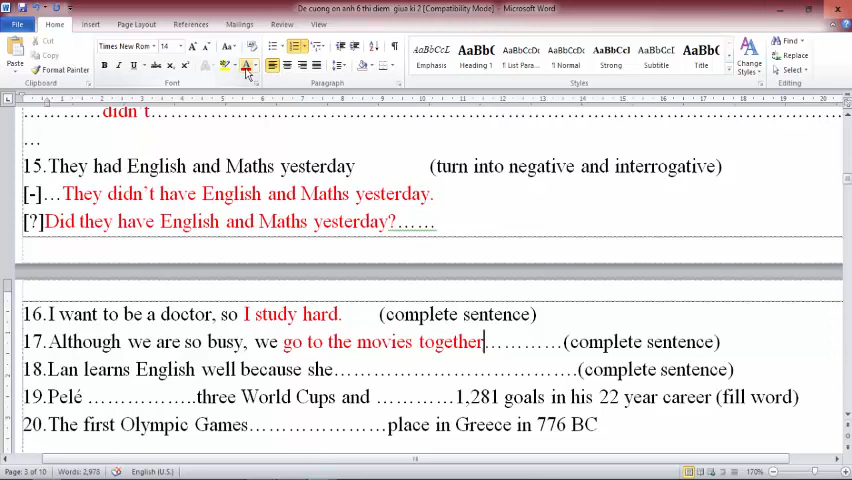 De cuong on anh 6 thi diem. giua ki 2 [Compatibility Mode] - Microsoft Word
File Home Insert Page Layout References Mailings Review View
Cut
Copy
Format Painter
Paste
Clipboard
Times New Rom 14
Font
Paragraph
AaBbCcL AaBbC AaBbCcDc AaBbCcDc AaBbCcDc AaBbCcL AaB
Emphasis Heading 1 ¶ List Para... ¶ Normal Strong Subtitle Title
Change Styles
Styles
Find
Replace
Select
Editing
…………didn’t……………………………………………………………………………
…
15.They had English and Maths yesterday (turn into negative and interrogative)
[-]…They didn’t have English and Maths yesterday.
[?]Did they have English and Maths yesterday?……
16.I want to be a doctor, so I study hard. (complete sentence)
17.Although we are so busy, we go to the movies together…………(complete sentence)
18.Lan learns English well because she…………………………….(complete sentence)
19.Pelé ……………..three World Cups and …………1,281 goals in his 22 year career (fill word)
20.The first Olympic Games…………………place in Greece in 776 BC
Page: 3 of 10 Words: 2,978 English (U.S.) 170%